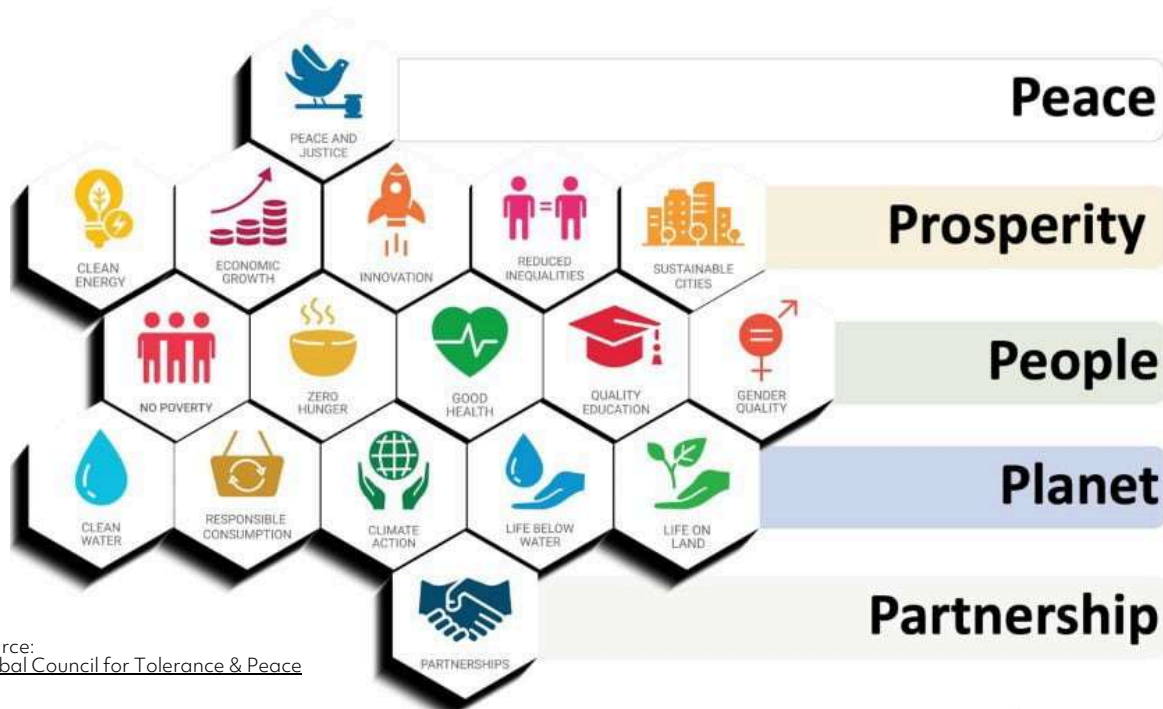 PEACE AND
JUSTICE
Peace
CLEAN
ENERGY
ECONOMIC
GROWTH
INNOVATION
REDUCED
INEQUALITIES
SUSTAINABLE
CITIES
Prosperity
NO POVERTY
ZERO
HUNGER
GOOD
HEALTH
QUALITY
EDUCATION
GENDER
QUALITY
People
CLEAN
WATER
RESPONSIBLE
CONSUMPTION
CLIMATE
ACTION
LIFE BELOW
WATER
LIFE ON
LAND
Planet
PARTNERSHIPS
Partnership
rce:
bal Council for Tolerance & Peace